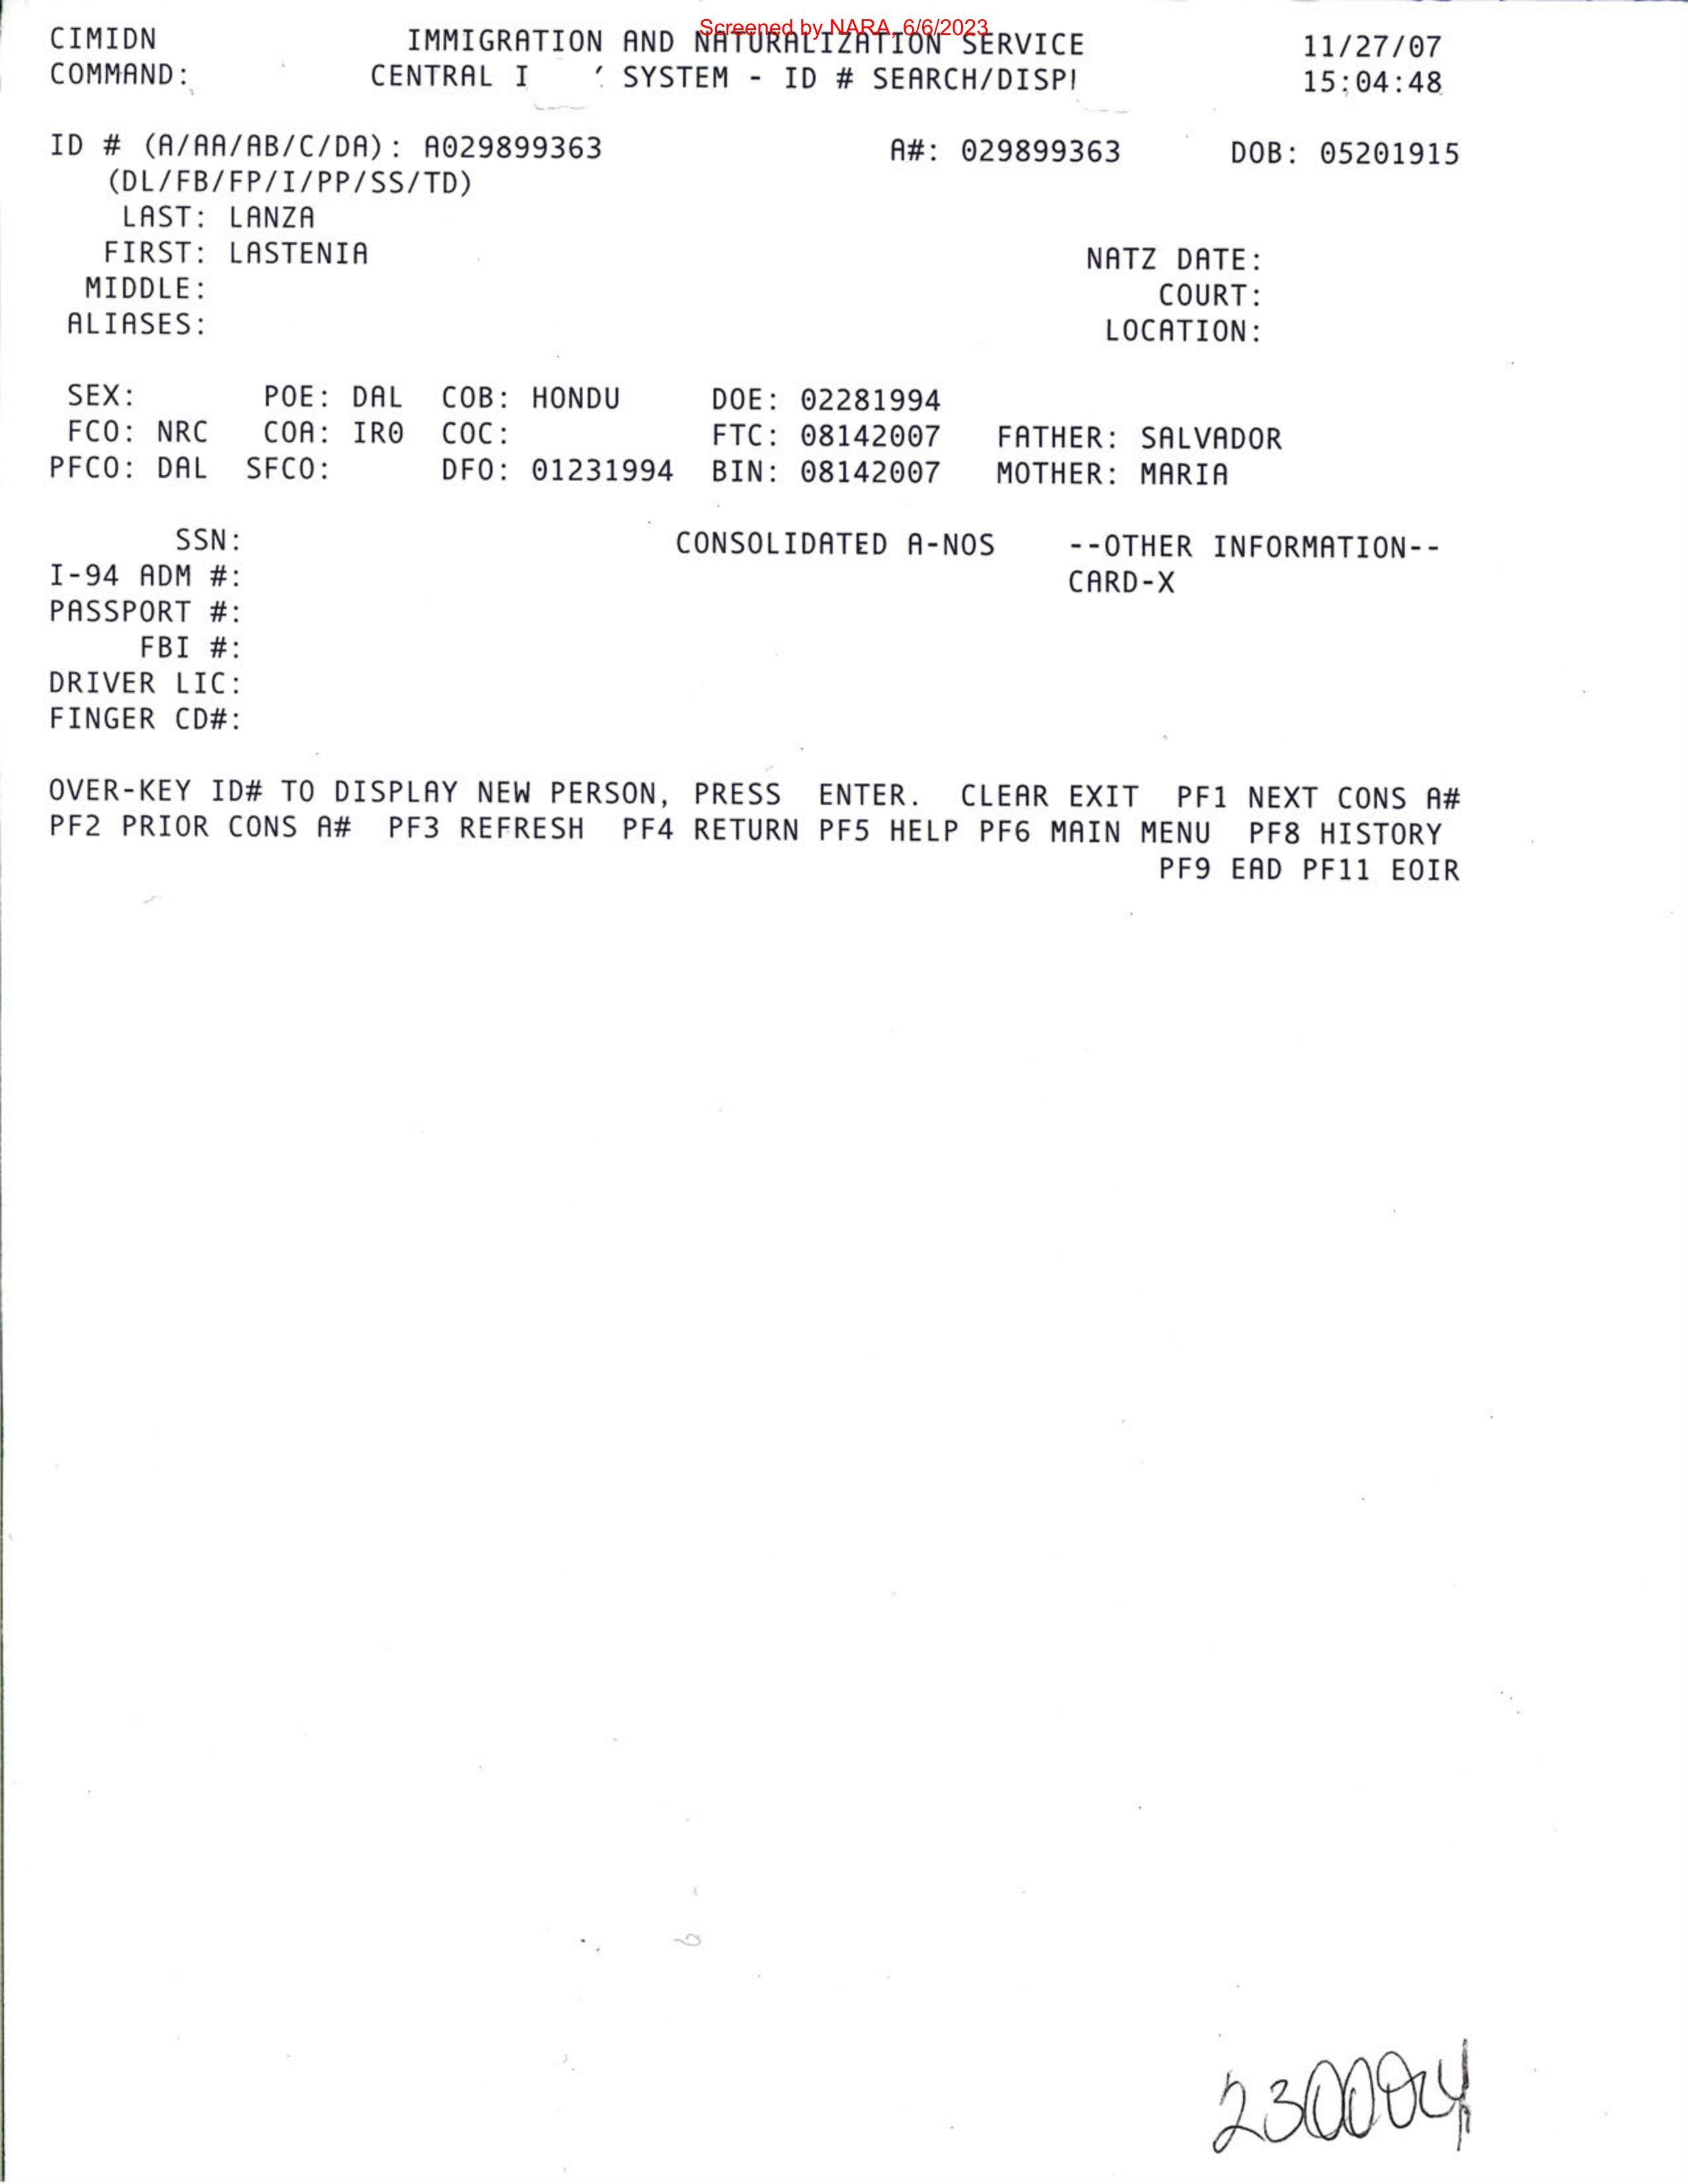 Screened by NARA, 6/6/2023
CIMIDN IMMIGRATION AND NATURALIZATION SERVICE 11/27/07
COMMAND: CENTRAL I SYSTEM - ID # SEARCH/DISPL 15:04:48
ID # (A/AA/AB/C/DA): A029899363 A#: 029899363 DOB: 05201915
(DL/FB/FP/I/PP/SS/TD)
LAST: LANZA
FIRST: LASTENIA NATZ DATE:
MIDDLE: COURT:
ALIASES: LOCATION:
SEX: POE: DAL COB: HONDU DOE: 02281994
FCO: NRC COA: IR0 COC: FTC: 08142007 FATHER: SALVADOR
PFCO: DAL SFCO: DFO: 01231994 BIN: 08142007 MOTHER: MARIA
SSN: CONSOLIDATED A-NOS --OTHER INFORMATION--
I-94 ADM #: CARD-X
PASSPORT #:
FBI #:
DRIVER LIC:
FINGER CD#:
OVER-KEY ID# TO DISPLAY NEW PERSON, PRESS ENTER. CLEAR EXIT PF1 NEXT CONS A#
PF2 PRIOR CONS A# PF3 REFRESH PF4 RETURN PF5 HELP PF6 MAIN MENU PF8 HISTORY
PF9 EAD PF11 EOIR